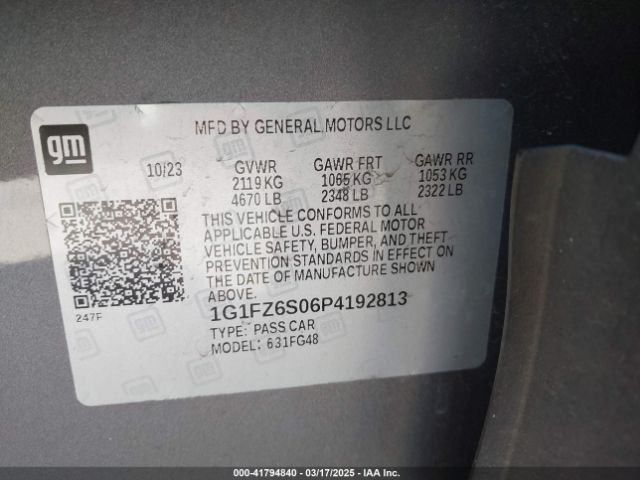 gm
MFD BY GENERAL MOTORS LLC
10/23 GVWR GAWR FRT GAWR RR
2119 KG 1065 KG 1053 KG
4670 LB 2348 LB 2322 LB
THIS VEHICLE CONFORMS TO ALL
APPLICABLE U.S. FEDERAL MOTOR
VEHICLE SAFETY, BUMPER, AND THEFT
PREVENTION STANDARDS IN EFFECT ON
THE DATE OF MANUFACTURE SHOWN
ABOVE.
247F
1G1FZ6S06P4192813
TYPE: PASS CAR
MODEL: 631FG48
000-41794840 - 03/17/2025 - IAA Inc.